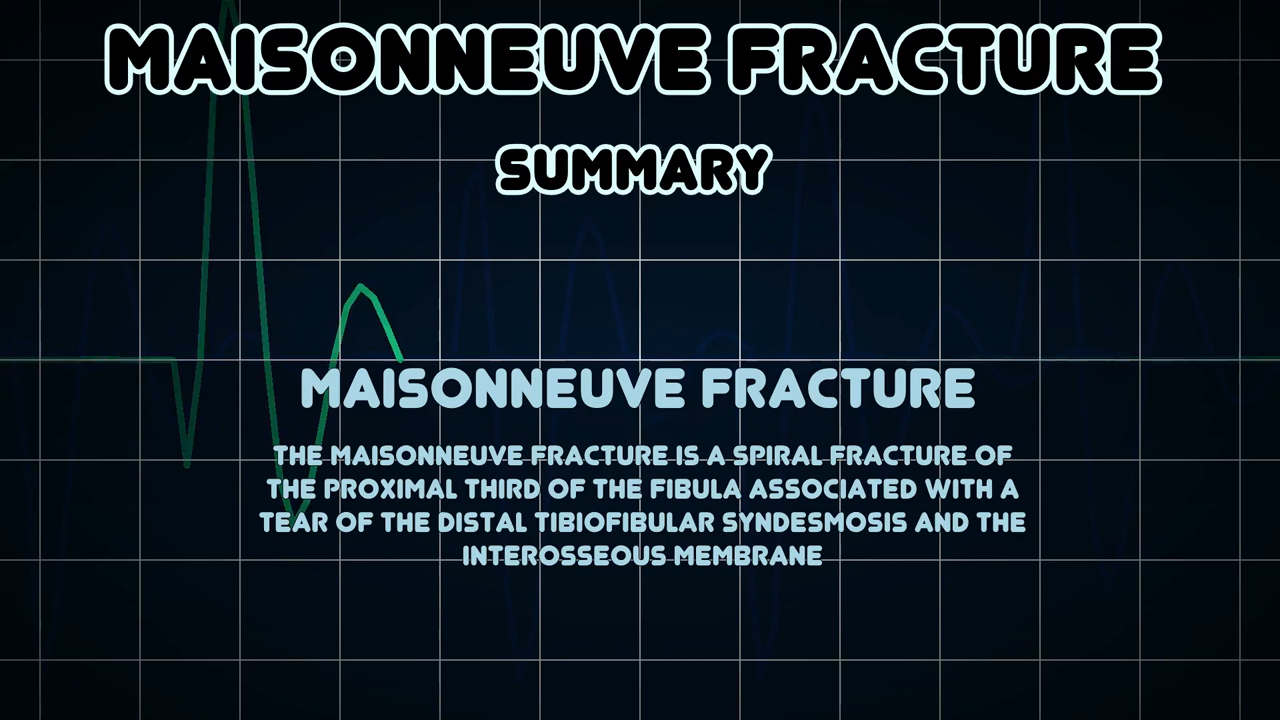 MAISONNEUVE FRACTURE
SUMMARY
MAISONNEUVE FRACTURE
THE MAISONNEUVE FRACTURE IS A SPIRAL FRACTURE OF
THE PROXIMAL THIRD OF THE FIBULA ASSOCIATED WITH A
TEAR OF THE DISTAL TIBIOFIBULAR SYNDESMOSIS AND THE
INTEROSSEOUS MEMBRANE